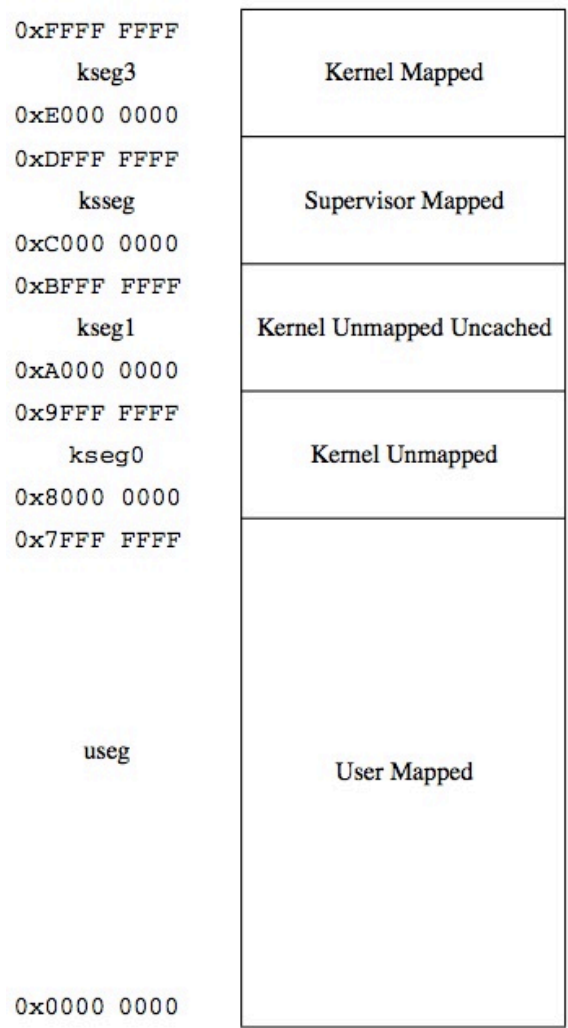 0xFFFF FFFF
kseg3
Kernel Mapped
0xE000 0000
0xDFFF FFFF
ksseg
Supervisor Mapped
0xC000 0000
0xBFFF FFFF
kseg1
Kernel Unmapped Uncached
0xA000 0000
0x9FFF FFFF
kseg0
Kernel Unmapped
0x8000 0000
0x7FFF FFFF
useg
User Mapped
0x0000 0000